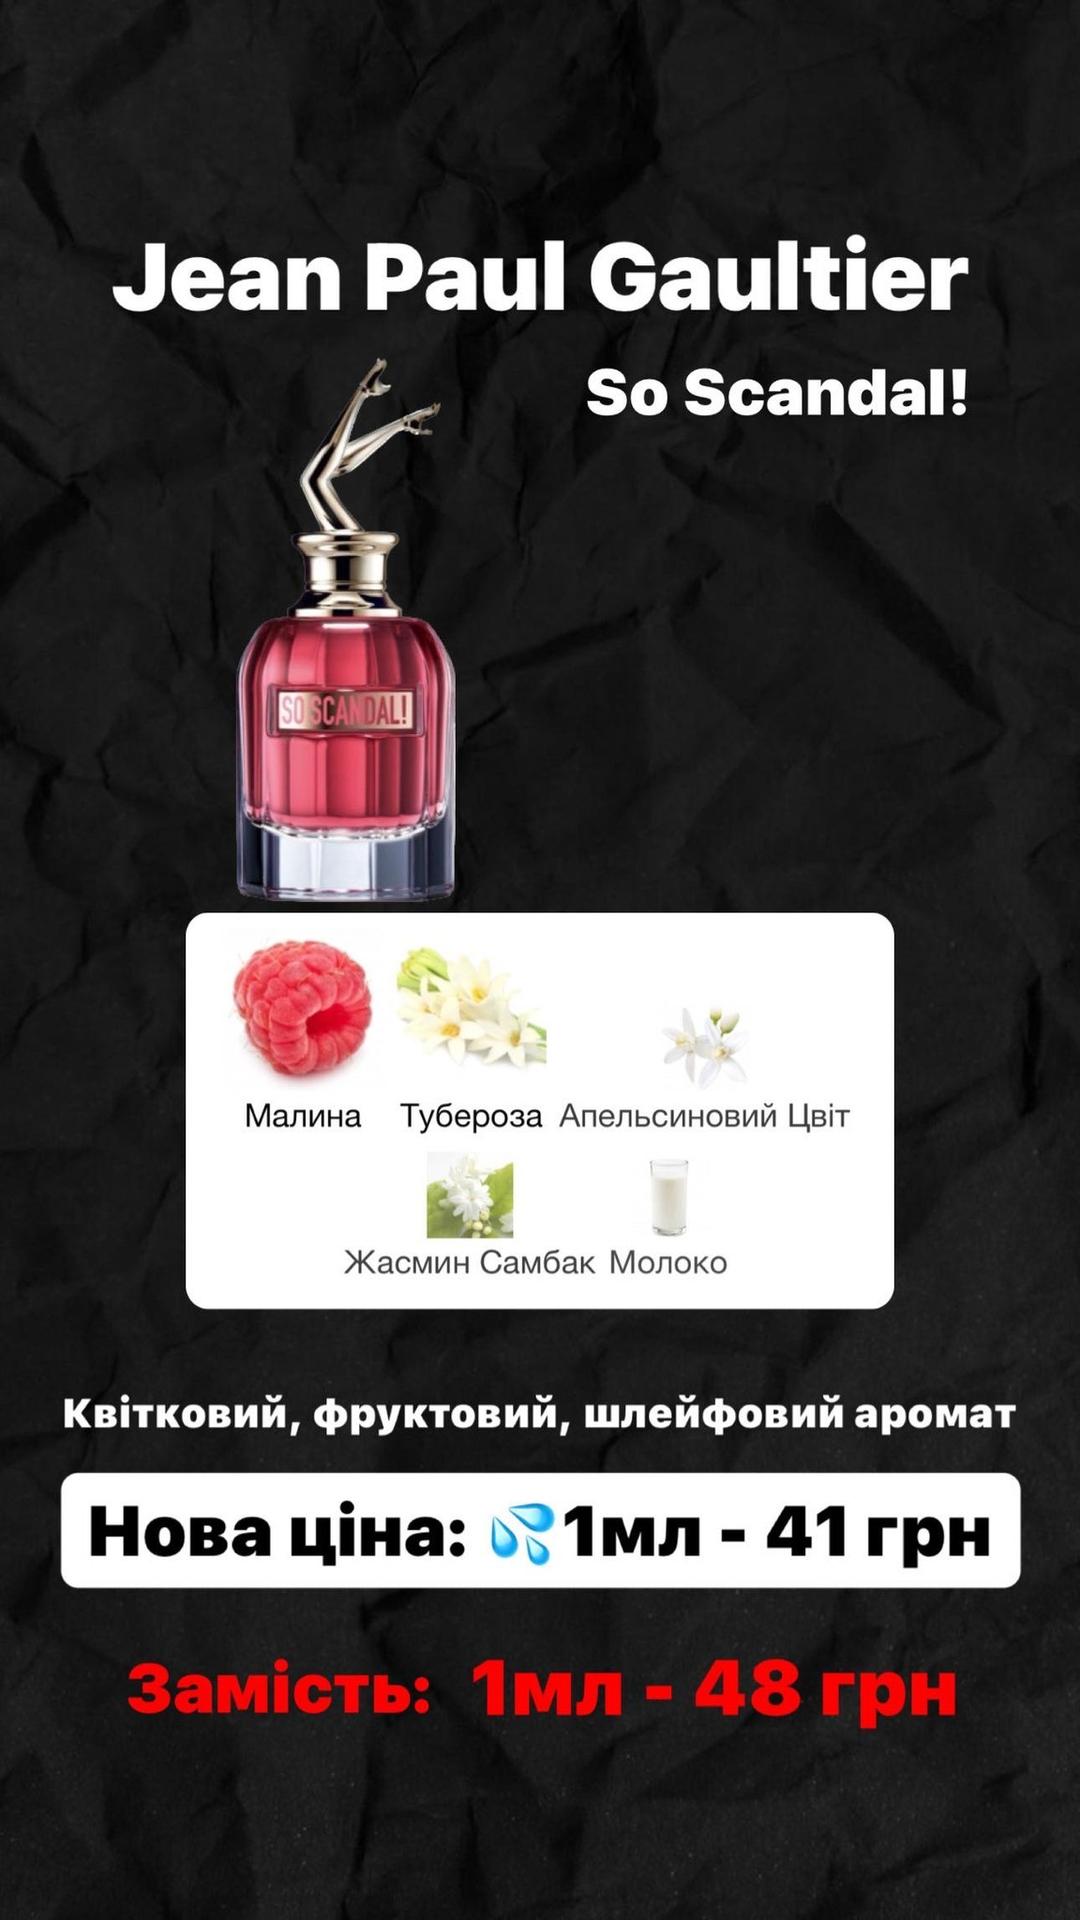 Jean Paul Gaultier
So Scandal!
SO SCANDAL!
Малина Тубероза Апельсиновий Цвіт
Жасмин Самбак Молоко
Квітковий, фруктовий, шлейфовий аромат
Нова ціна: 💦1мл - 41 грн
Замість: 1мл - 48 грн